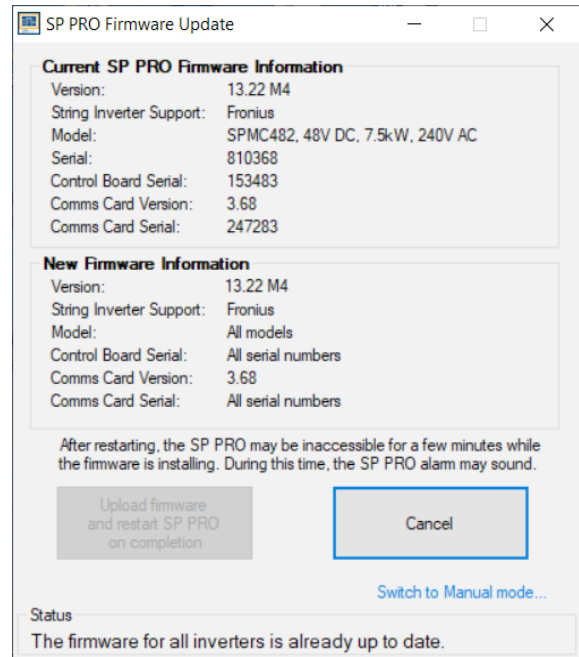 SP PRO Firmware Update
Current SP PRO Firmware Information
Version: 13.22 M4
String Inverter Support: Fronius
Model: SPMC482, 48V DC, 7.5kW, 240V AC
Serial: 810368
Control Board Serial: 153483
Comms Card Version: 3.68
Comms Card Serial: 247283
New Firmware Information
Version: 13.22 M4
String Inverter Support: Fronius
Model: All models
Control Board Serial: All serial numbers
Comms Card Version: 3.68
Comms Card Serial: All serial numbers
After restarting, the SP PRO may be inaccessible for a few minutes while
the firmware is installing. During this time, the SP PRO alarm may sound.
Upload firmware
and restart SP PRO
on completion
Cancel
Switch to Manual mode...
Status
The firmware for all inverters is already up to date.